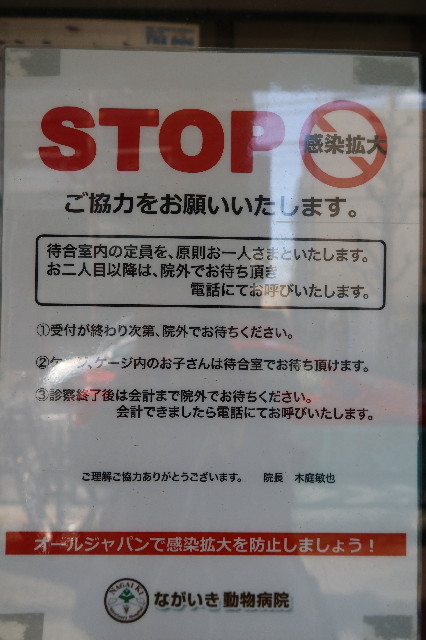 THE DOG
STOP 感染拡大
ご協力をお願いいたします。
待合室内の定員を、原則お一人さまといたします。
お二人目以降は、院外でお待ち頂き
電話にてお呼びいたします。
①受付が終わり次第、院外でお待ちください。
②ケース、ゲージ内のお子さんは待合室でお待ち頂けます。
③診察終了後は会計まで院外でお待ちください。
会計できましたら電話にてお呼びいたします。
ご理解ご協力ありがとうございます。 院長 木庭敏也
オールジャパンで感染拡大を防止しましょう！
NAGAIKI
ながいき動物病院